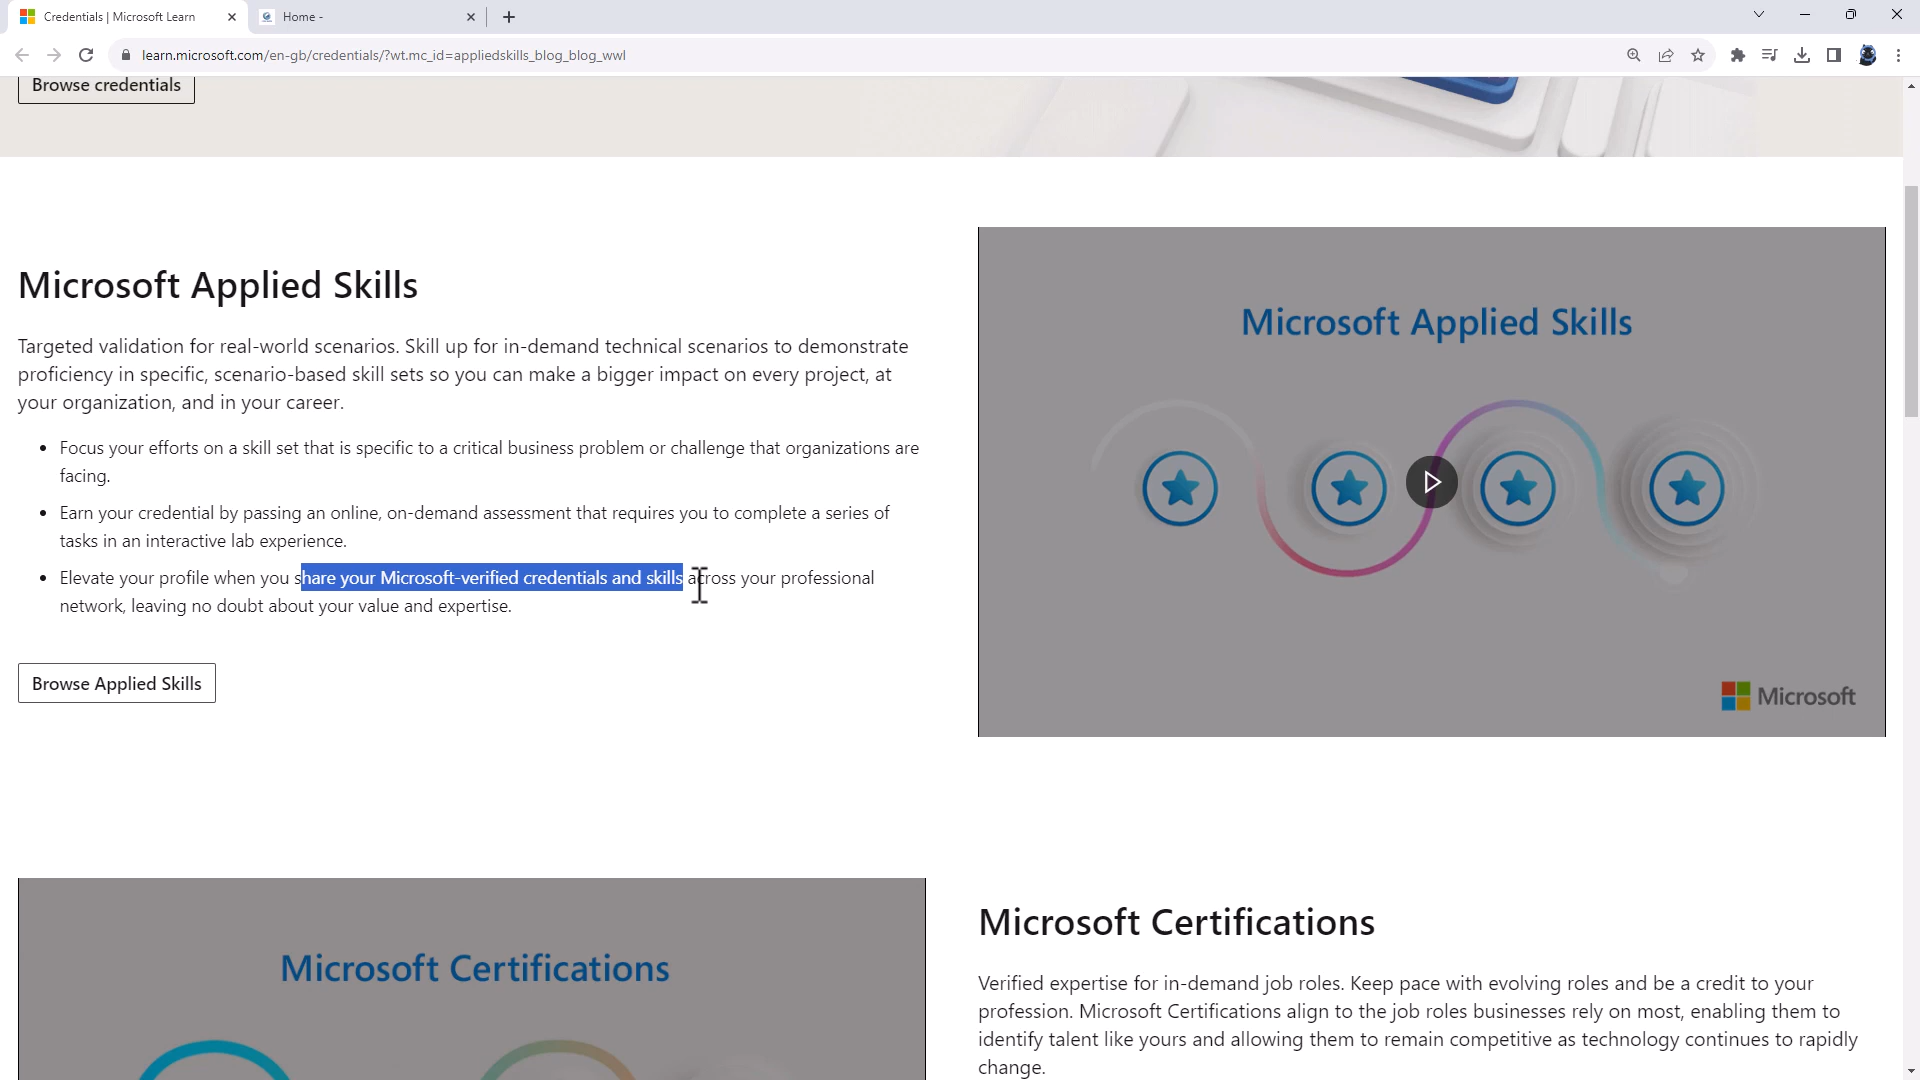 Credentials | Microsoft Learn
Home -
learn.microsoft.com/en-gb/credentials/?wt.mc_id=appliedskills_blog_blog_wwl
Browse credentials
Microsoft Applied Skills
Targeted validation for real-world scenarios. Skill up for in-demand technical scenarios to demonstrate
proficiency in specific, scenario-based skill sets so you can make a bigger impact on every project, at
your organization, and in your career.
• Focus your efforts on a skill set that is specific to a critical business problem or challenge that organizations are
facing.
• Earn your credential by passing an online, on-demand assessment that requires you to complete a series of
tasks in an interactive lab experience.
• Elevate your profile when you share your Microsoft-verified credentials and skills across your professional
network, leaving no doubt about your value and expertise.
Browse Applied Skills
Microsoft Applied Skills
Microsoft
Microsoft Certifications
Microsoft Certifications
Verified expertise for in-demand job roles. Keep pace with evolving roles and be a credit to your
profession. Microsoft Certifications align to the job roles businesses rely on most, enabling them to
identify talent like yours and allowing them to remain competitive as technology continues to rapidly
change.